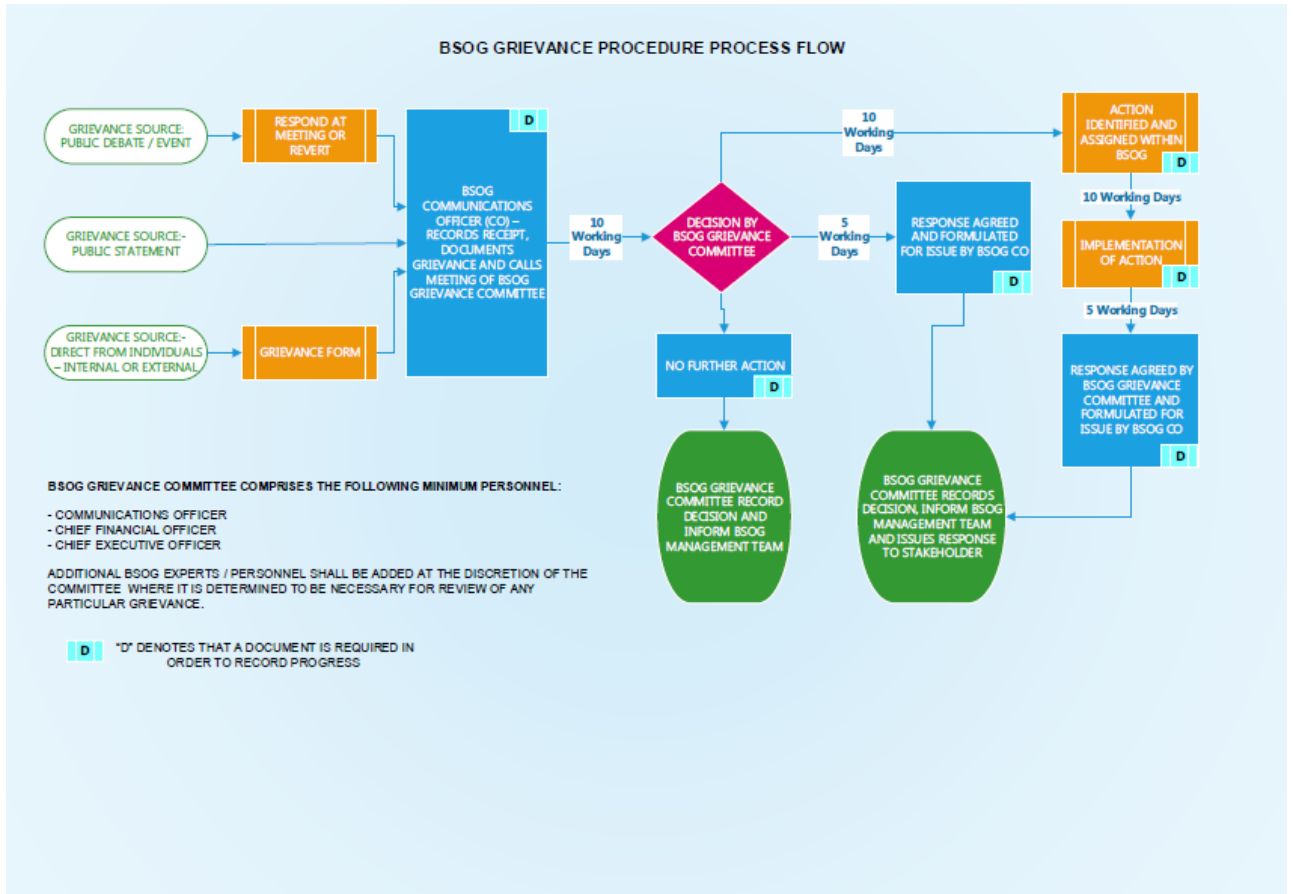 BSOG GRIEVANCE PROCEDURE PROCESS FLOW
GRIEVANCE SOURCE:
PUBLIC DEBATE / EVENT
RESPOND AT
MEETING OR
REVERT
GRIEVANCE SOURCE:-
PUBLIC STATEMENT
GRIEVANCE SOURCE:-
DIRECT FROM INDIVIDUALS
– INTERNAL OR EXTERNAL
GRIEVANCE FORM
D
BSOG
COMMUNICATIONS
OFFICER (CO) –
RECORDS RECEIPT,
DOCUMENTS
GRIEVANCE AND CALLS
MEETING OF BSOG
GRIEVANCE COMMITTEE
10
Working
Days
DECISION BY
BSOG GRIEVANCE
COMMITTEE
10
Working
Days
ACTION
IDENTIFIED AND
ASSIGNED WITHIN
BSOG
D
10 Working Days
IMPLEMENTATION
OF ACTION
D
5 Working Days
RESPONSE AGREED BY
BSOG GRIEVANCE
COMMITTEE AND
FORMULATED FOR
ISSUE BY BSOG CO
D
5
Working
Days
RESPONSE AGREED
AND FORMULATED
FOR ISSUE BY BSOG CO
D
NO FURTHER ACTION
D
BSOG GRIEVANCE
COMMITTEE RECORD
DECISION AND
INFORM BSOG
MANAGEMENT TEAM
BSOG GRIEVANCE
COMMITTEE RECORDS
DECISION, INFORM BSOG
MANAGEMENT TEAM
AND ISSUES RESPONSE
TO STAKEHOLDER
BSOG GRIEVANCE COMMITTEE COMPRISES THE FOLLOWING MINIMUM PERSONNEL:
- COMMUNICATIONS OFFICER
- CHIEF FINANCIAL OFFICER
- CHIEF EXECUTIVE OFFICER
ADDITIONAL BSOG EXPERTS / PERSONNEL SHALL BE ADDED AT THE DISCRETION OF THE
COMMITTEE WHERE IT IS DETERMINED TO BE NECESSARY FOR REVIEW OF ANY
PARTICULAR GRIEVANCE.
D
"D" DENOTES THAT A DOCUMENT IS REQUIRED IN
ORDER TO RECORD PROGRESS